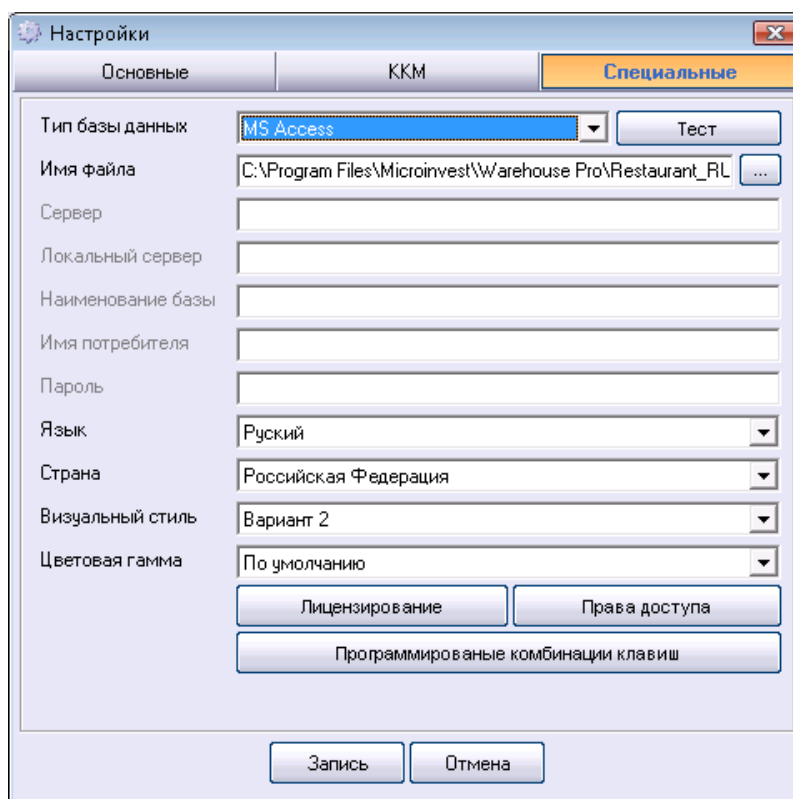 Настройки
Основные ККМ Специальные
Тип базы данных MS Access Тест
Имя файла C:\Program Files\Microinvest\Warehouse Pro\Restaurant_RU ...
Сервер
Локальный сервер
Наименование базы
Имя потребителя
Пароль
Язык Руский
Страна Российская Федерация
Визуальный стиль Вариант 2
Цветовая гамма По умолчанию
Лицензирование Права доступа
Программированые комбинации клавиш
Запись Отмена